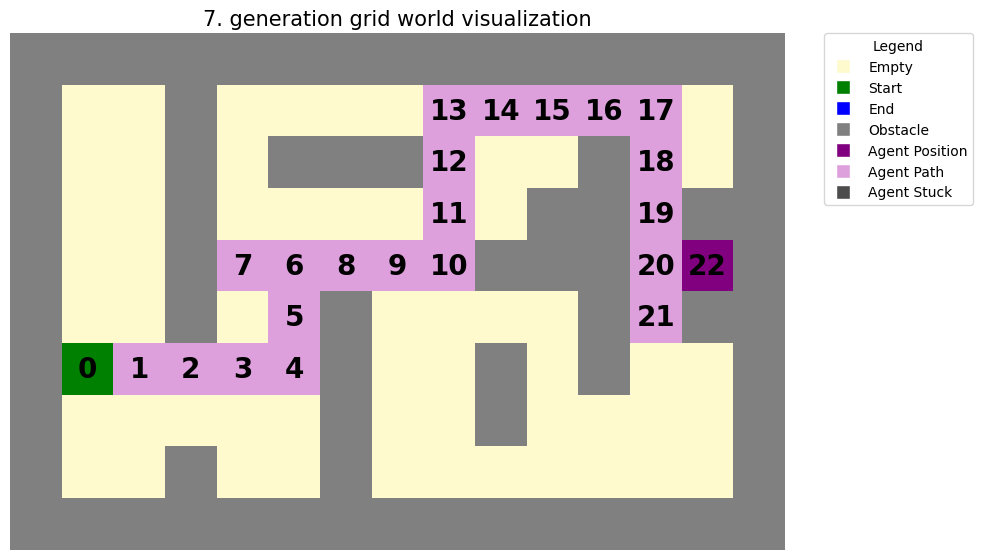 7. generation grid world visualization
Legend
Empty
Start
End
Obstacle
Agent Position
Agent Path
Agent Stuck
13 14 15 16 17
12 18
11 19
7 6 8 9 10 20 22
5 21
0 1 2 3 4